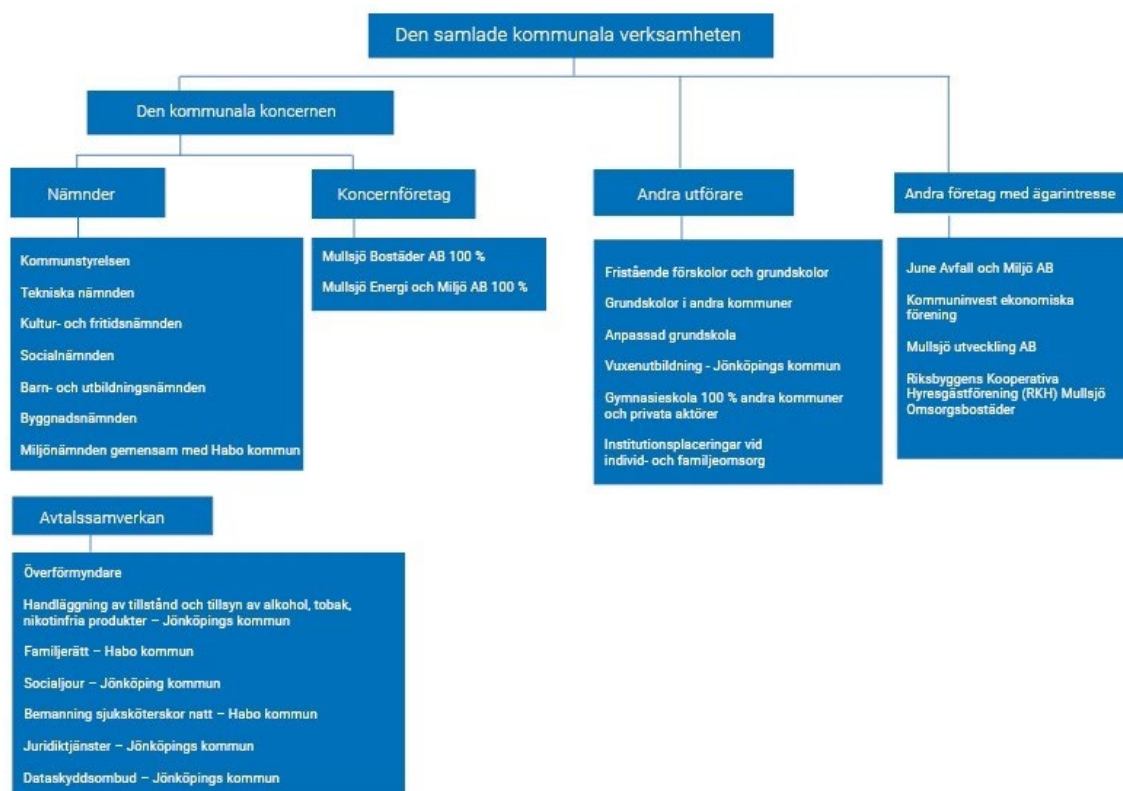 Den samlade kommunala verksamheten
Den kommunala koncernen
Nämnder
Kommunstyrelsen
Tekniska nämnden
Kultur- och fritidsnämnden
Socialnämnden
Barn- och utbildningsnämnden
Byggnadsnämnden
Miljönämnden gemensam med Habo kommun
Koncernföretag
Mullsjö Bostäder AB 100 %
Mullsjö Energi och Miljö AB 100 %
Andra utförare
Fristående förskolor och grundskolor
Grundskolor i andra kommuner
Anpassad grundskola
Vuxenutbildning - Jönköpings kommun
Gymnasieskola 100 % andra kommuner
och privata aktörer
Institutionsplaceringar vid
individ- och familjeomsorg
Andra företag med ägarintresse
June Avfall och Miljö AB
Kommuninvest ekonomiska
förening
Mullsjö utveckling AB
Riksbyggens Kooperativa
Hyresgästförening (RKH) Mullsjö
Omsorgsbostäder
Avtalssamverkan
Överförmyndare
Handläggning av tillstånd och tillsyn av alkohol, tobak,
nikotinfria produkter – Jönköpings kommun
Familjerätt – Habo kommun
Socialjour – Jönköping kommun
Bemanning sjuksköterskor natt – Habo kommun
Juridiktjänster – Jönköpings kommun
Dataskyddsombud – Jönköpings kommun